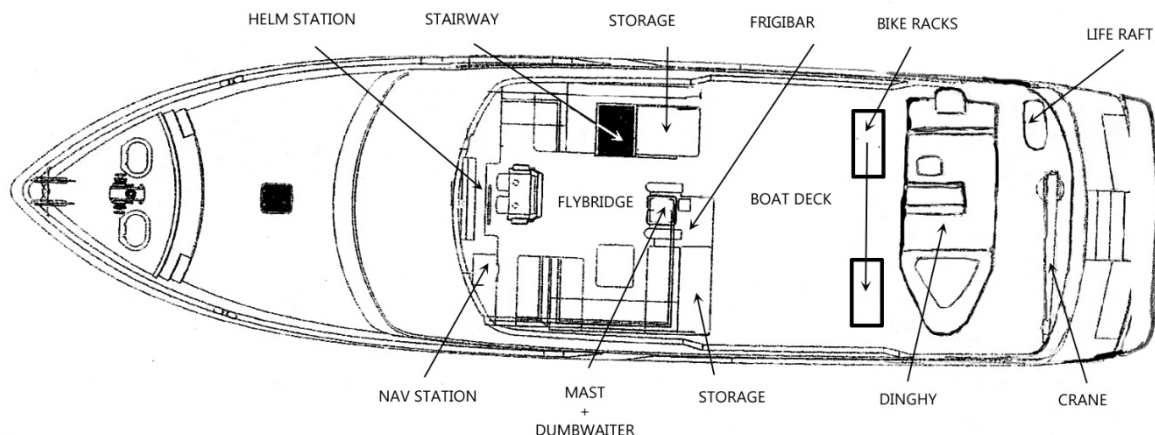 HELM STATION
STAIRWAY
STORAGE
FRIGIBAR
BIKE RACKS
LIFE RAFT
FLYBRIDGE
BOAT DECK
NAV STATION
MAST
+
DUMBWAITER
STORAGE
DINGHY
CRANE